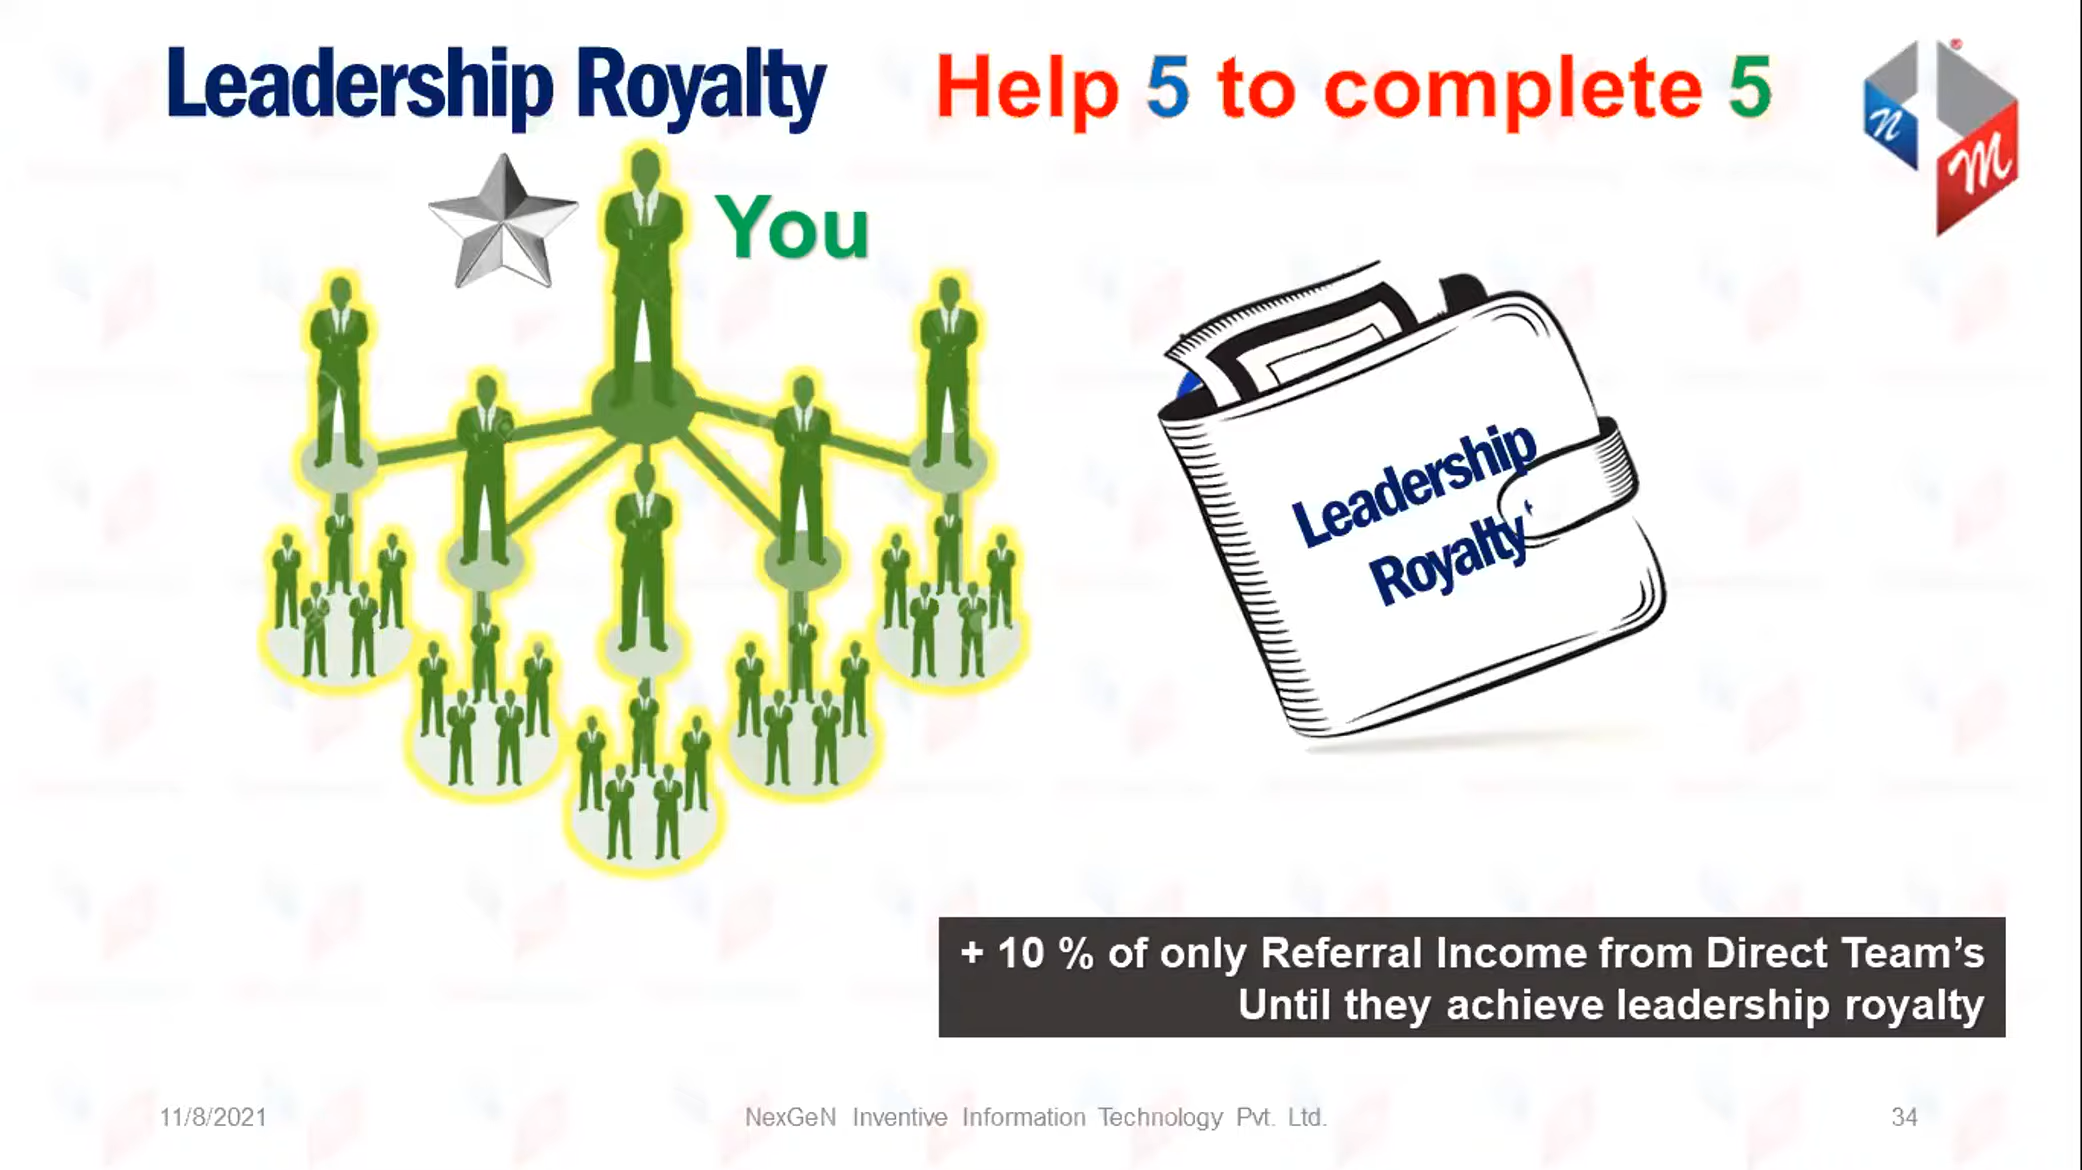 Leadership Royalty
Help 5 to complete 5
n
M
You
Leadership
Royalty
+ 10 % of only Referral Income from Direct Team's
Until they achieve leadership royalty
11/8/2021
NexGeN Inventive Information Technology Pvt. Ltd.
34